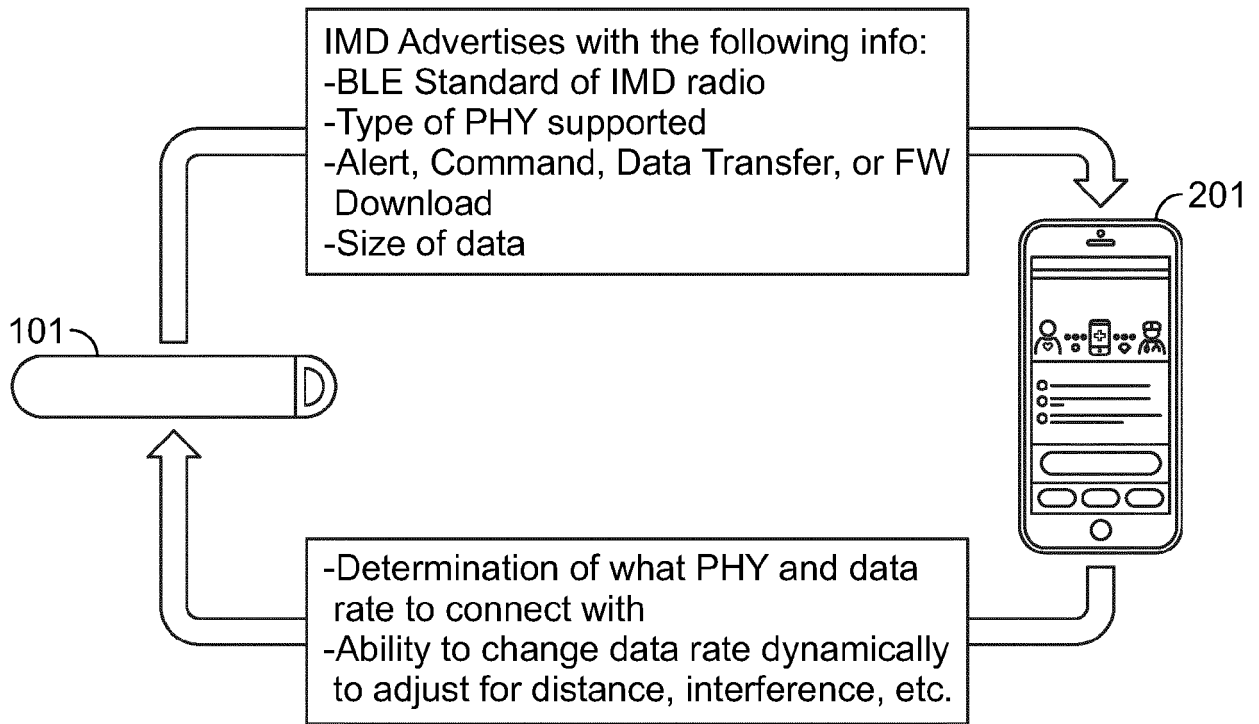 IMD Advertises with the following info:
-BLE Standard of IMD radio
-Type of PHY supported
-Alert, Command, Data Transfer, or FW
Download
-Size of data
201
101
-Determination of what PHY and data
rate to connect with
-Ability to change data rate dynamically
to adjust for distance, interference, etc.